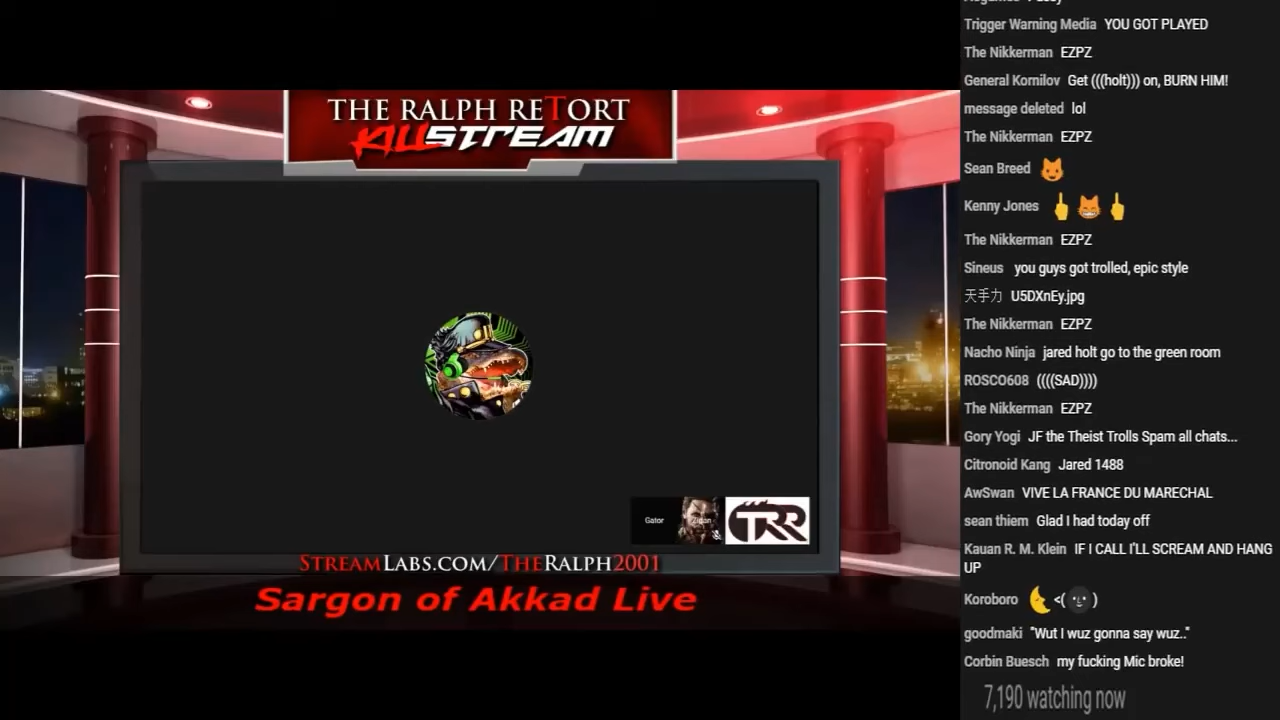 THE RALPH RETORT
KILLSTREAM
Gator
TRR
STREAMLABS.COM/THERALPH2001
Sargon of Akkad Live
Trigger Warning Media YOU GOT PLAYED
The Nikkerman EZPZ
General Kornilov Get (((holt))) on, BURN HIM!
message deleted lol
The Nikkerman EZPZ
Sean Breed 😺
Kenny Jones 🖕😸🖕
The Nikkerman EZPZ
Sineus you guys got trolled, epic style
天手力 U5DXnEy.jpg
The Nikkerman EZPZ
Nacho Ninja jared holt go to the green room
ROSCO608 ((((SAD))))
The Nikkerman EZPZ
Gory Yogi JF the Theist Trolls Spam all chats...
Citronoid Kang Jared 1488
AwSwan VIVE LA FRANCE DU MARECHAL
sean thiem Glad I had today off
Kauan R. M. Klein IF I CALL I'LL SCREAM AND HANG
UP
Koroboro 🌛<(🌚)
goodmaki "Wut I wuz gonna say wuz.."
Corbin Buesch my fucking Mic broke!
7,190 watching now